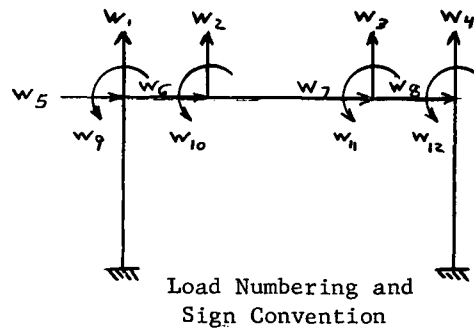 w1 w2 w3 w4
w5 w6 w7 w8
w9 w10 w11 w12
Load Numbering and
Sign Convention